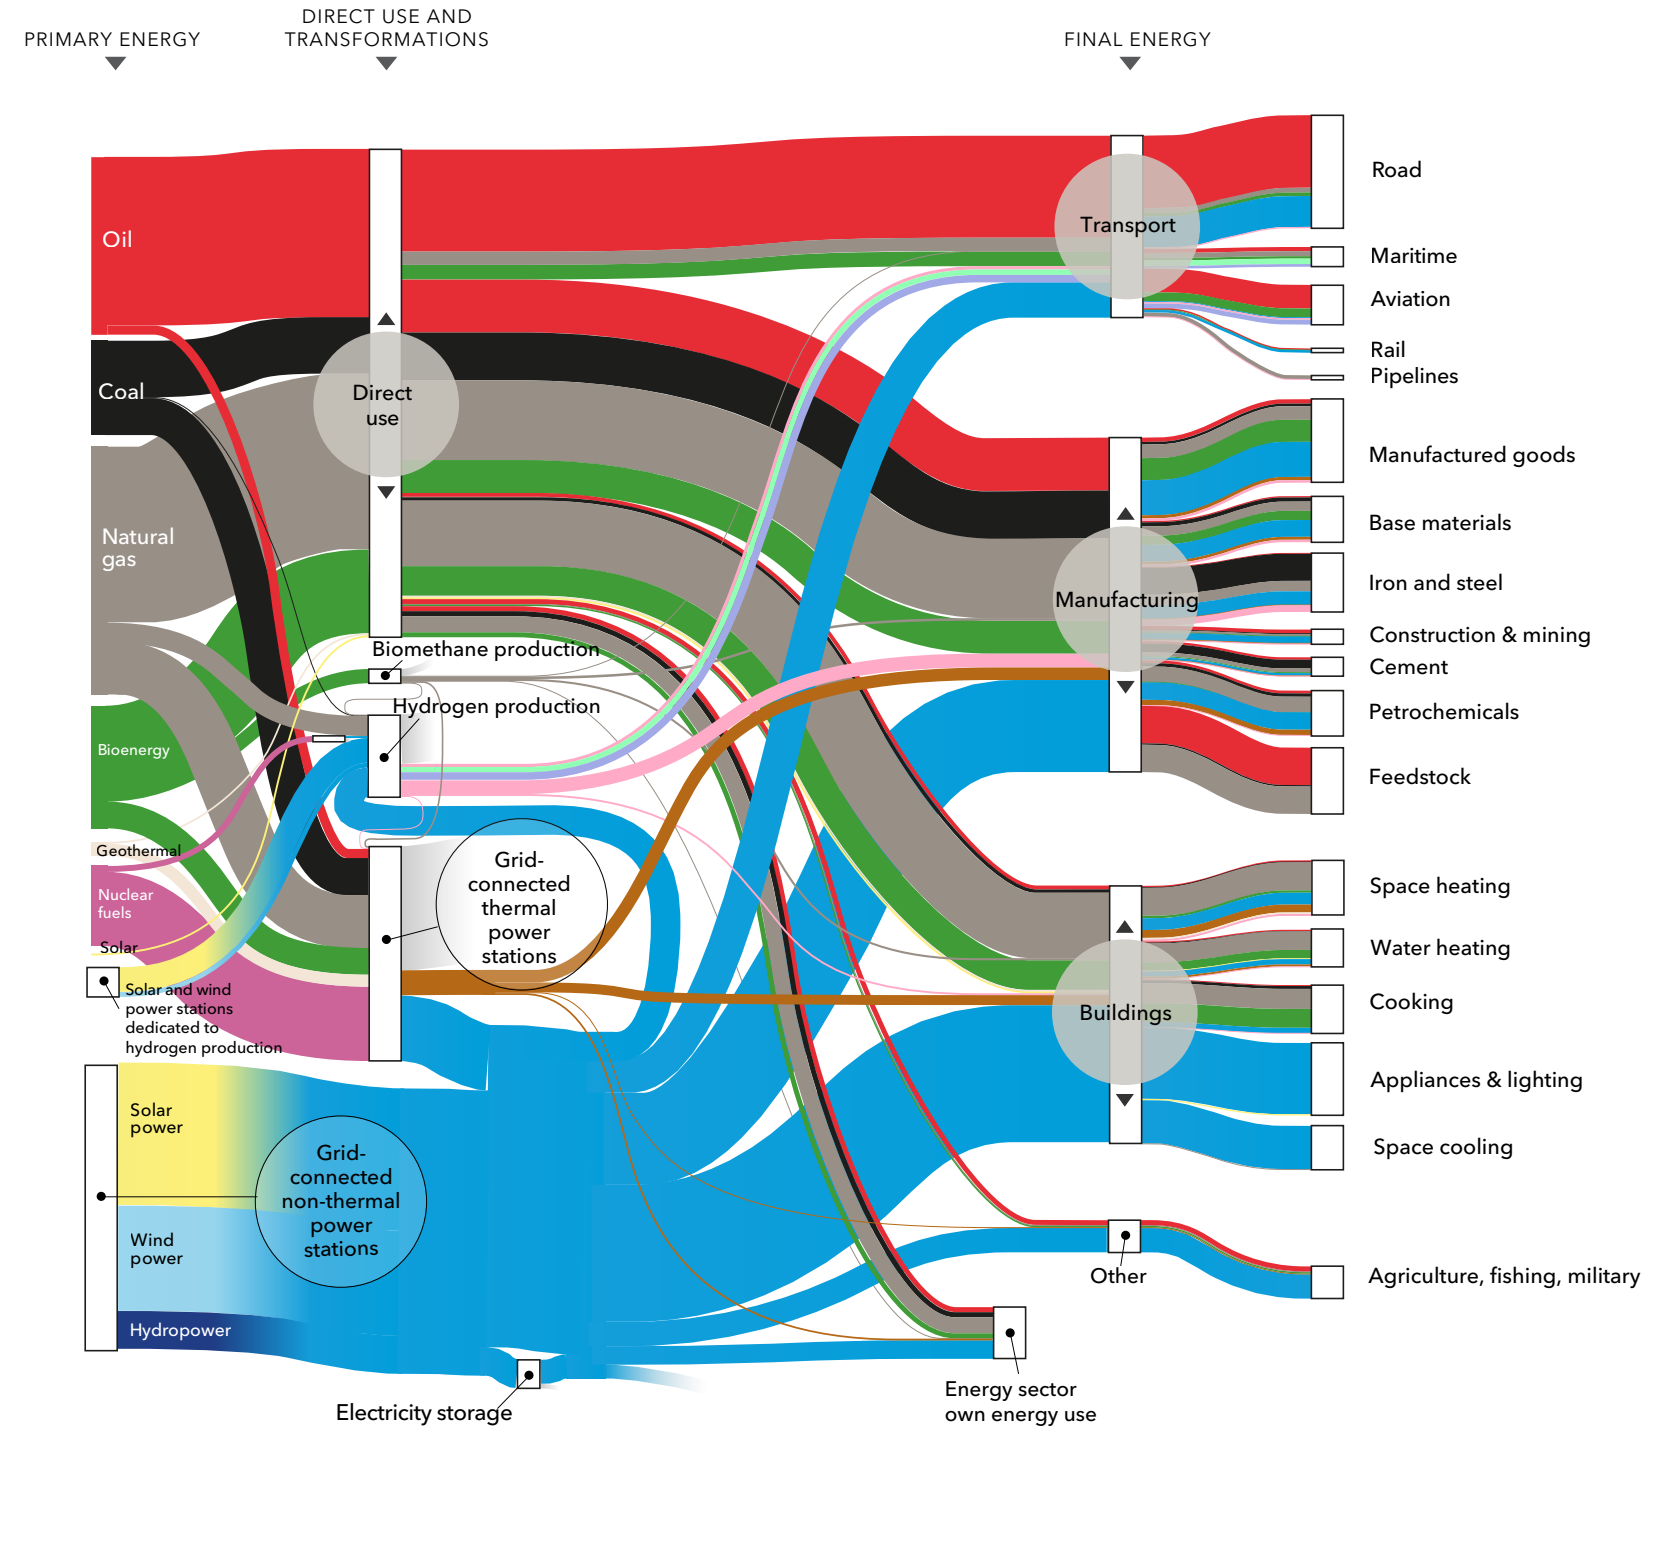 PRIMARY ENERGY
DIRECT USE AND
TRANSFORMATIONS
FINAL ENERGY
Oil
Coal
Natural
gas
Bioenergy
Geothermal
Nuclear
fuels
Solar
Solar and wind
power stations
dedicated to
hydrogen production
Solar
power
Wind
power
Hydropower
Direct
use
Biomethane production
Hydrogen production
Grid-
connected
thermal
power
stations
Grid-
connected
non-thermal
power
stations
Electricity storage
Transport
Manufacturing
Buildings
Other
Energy sector
own energy use
Road
Maritime
Aviation
Rail
Pipelines
Manufactured goods
Base materials
Iron and steel
Construction & mining
Cement
Petrochemicals
Feedstock
Space heating
Water heating
Cooking
Appliances & lighting
Space cooling
Agriculture, fishing, military